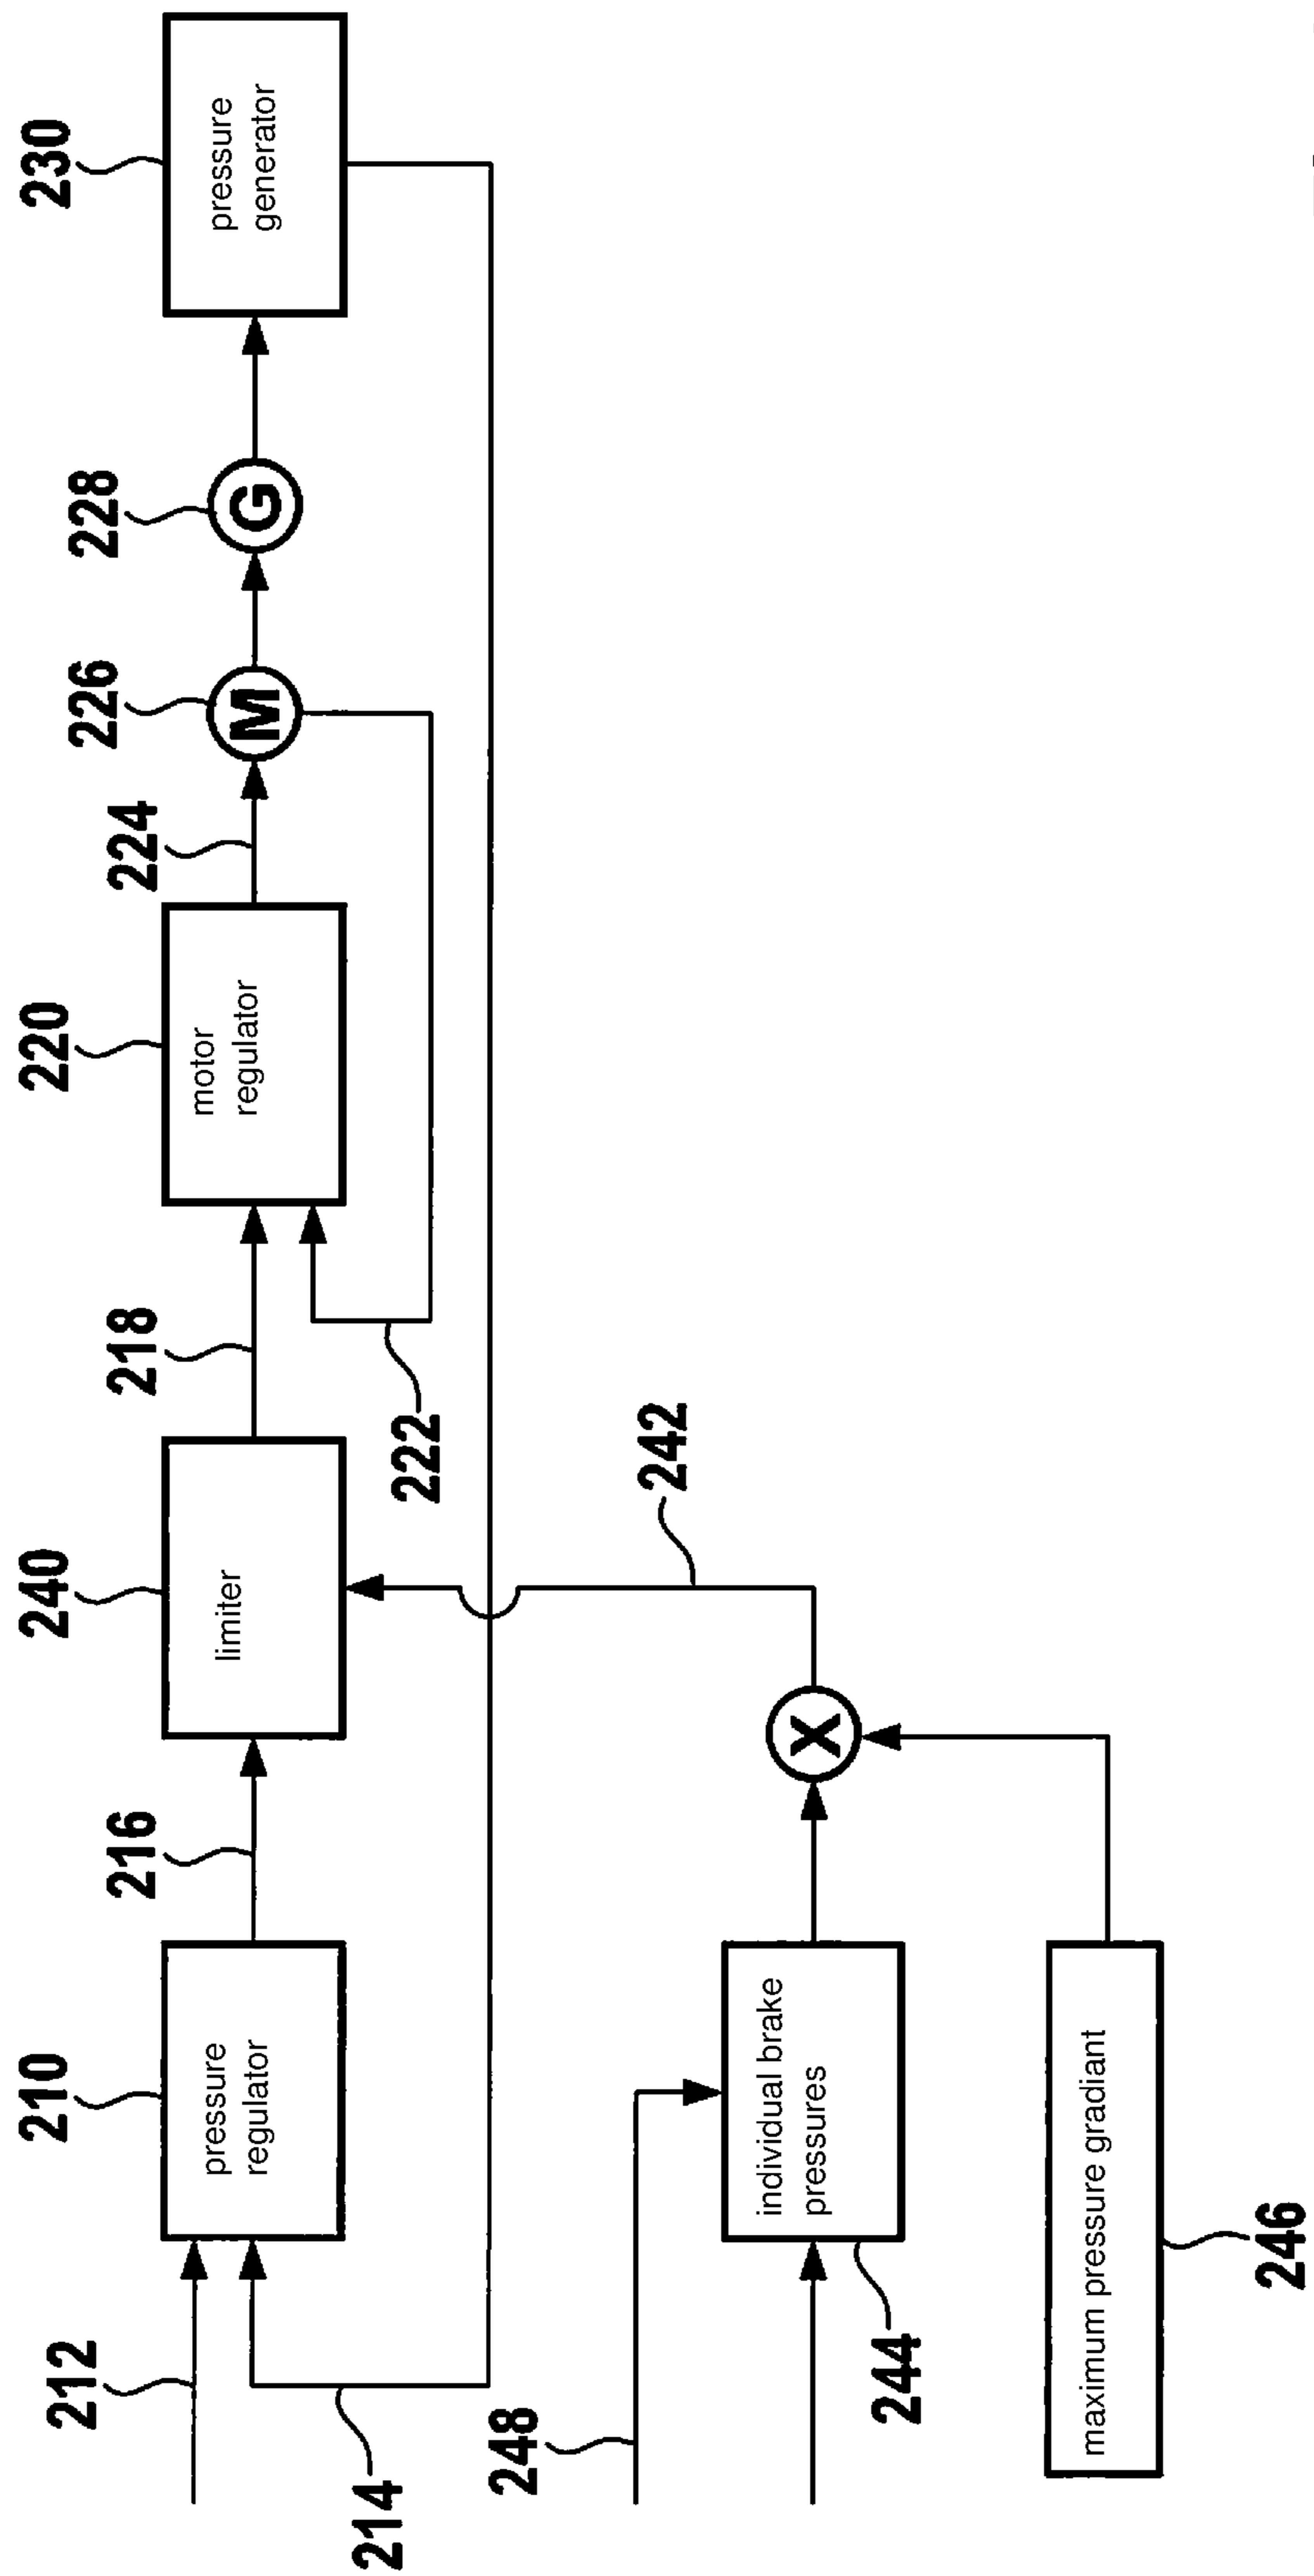 230
pressure
generator
228
G
226
M
224
220
motor
regulator
222
218
240
limiter
242
216
X
210
pressure
regulator
212
214
248
individual brake
pressures
244
maximum pressure gradiant
246